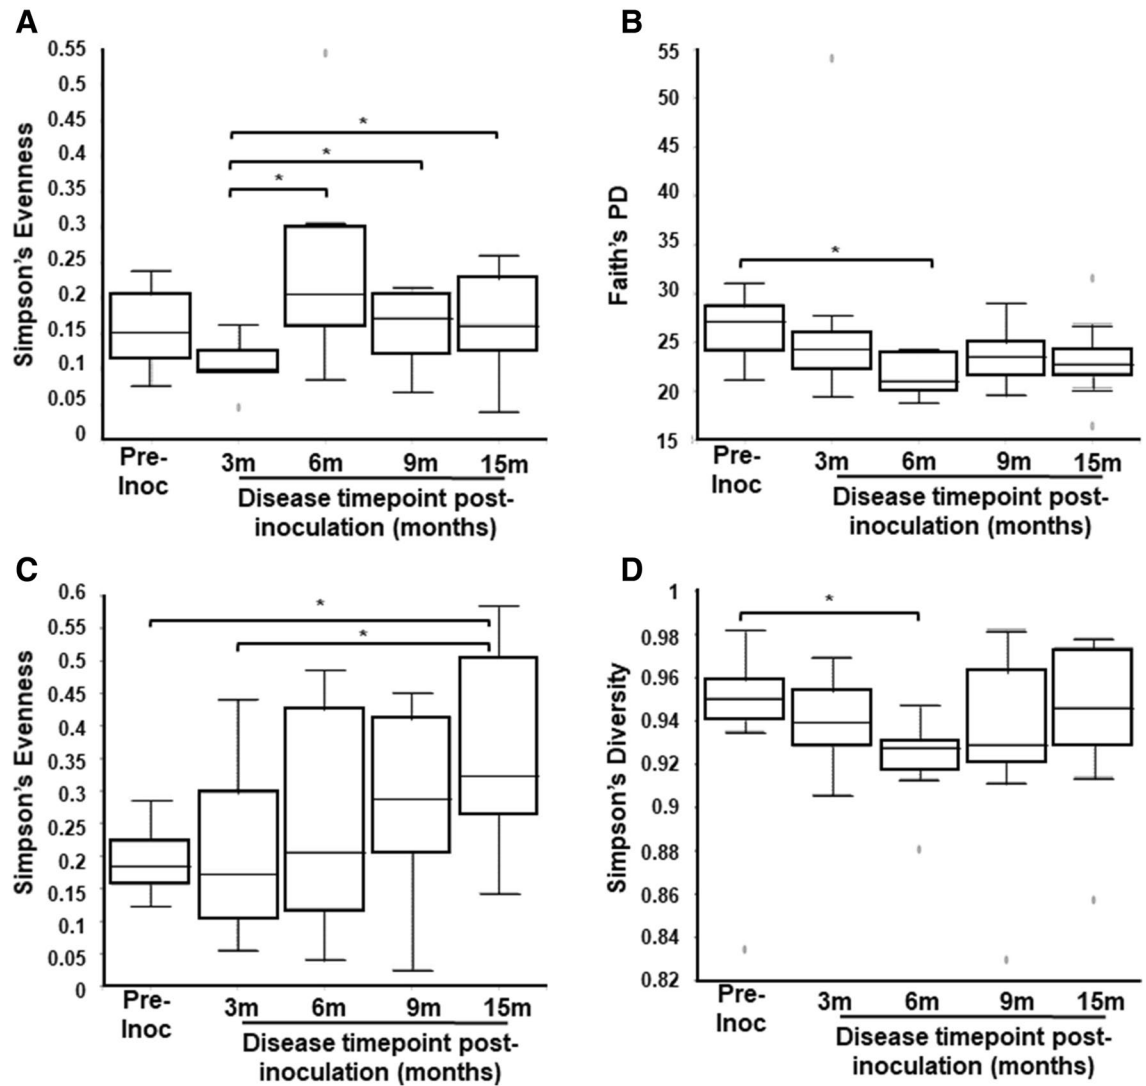 A
Simpson's Evenness
0.55
0.5
0.45
0.4
0.35
0.3
0.25
0.2
0.15
0.1
0.05
0
*
*
*
Pre-
Inoc
3m 6m 9m 15m
Disease timepoint post-
inoculation (months)
B
Faith's PD
55
50
45
40
35
30
25
20
15
*
Pre-
Inoc
3m 6m 9m 15m
Disease timepoint post-
inoculation (months)
C
Simpson's Evenness
0.6
0.55
0.5
0.45
0.4
0.35
0.3
0.25
0.2
0.15
0.1
0.05
0
*
*
Pre-
Inoc
3m 6m 9m 15m
Disease timepoint post-
inoculation (months)
D
Simpson's Diversity
1
0.98
0.96
0.94
0.92
0.9
0.88
0.86
0.84
0.82
*
Pre-
Inoc
3m 6m 9m 15m
Disease timepoint post-
inoculation (months)